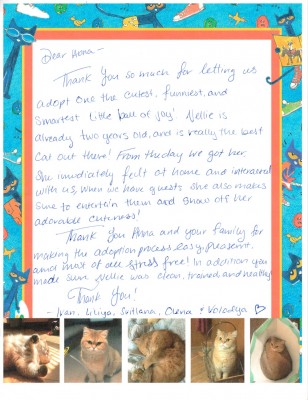 Dear Anna -
Thank you so much for letting us
adopt one the cutest, funniest, and
smartest little ball of joy! Nellie is
already two years old, and is really the best
cat out there! From the day we got her
she immediately felt at home and interacted
with us, when we have guests she also makes
sure to entertain them and show off her
adorable cuteness!
Thank you Anna and your family for
making the adoption process easy, pleasant,
and most of all stress free! In addition you
made sure Nellie was clean, trained and healthy!
Thank You!
- Ivan, Liliya, Svitlana, Olena & Volodya